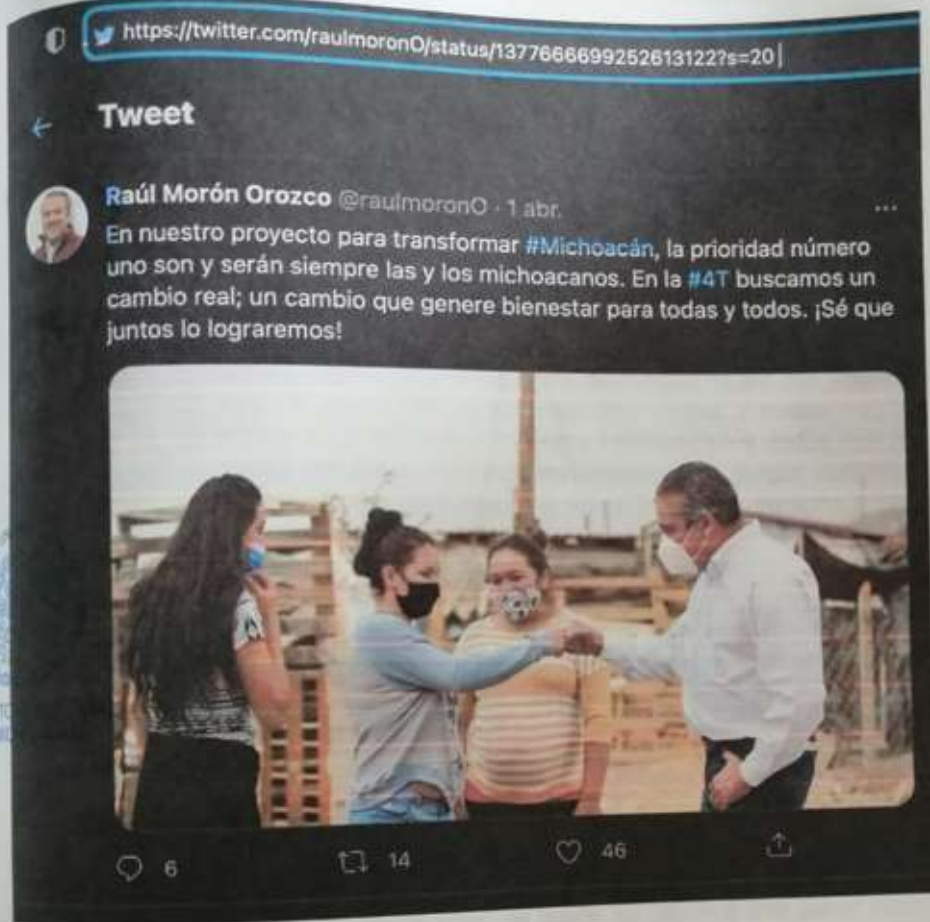 https://twitter.com/raulmoronO/status/1377666699252613122?s=20
Tweet
Raúl Morón Orozco @raulmoronO · 1 abr.
En nuestro proyecto para transformar #Michoacán, la prioridad número
uno son y serán siempre las y los michoacanos. En la #4T buscamos un
cambio real; un cambio que genere bienestar para todas y todos. ¡Sé que
juntos lo lograremos!
6 14 46